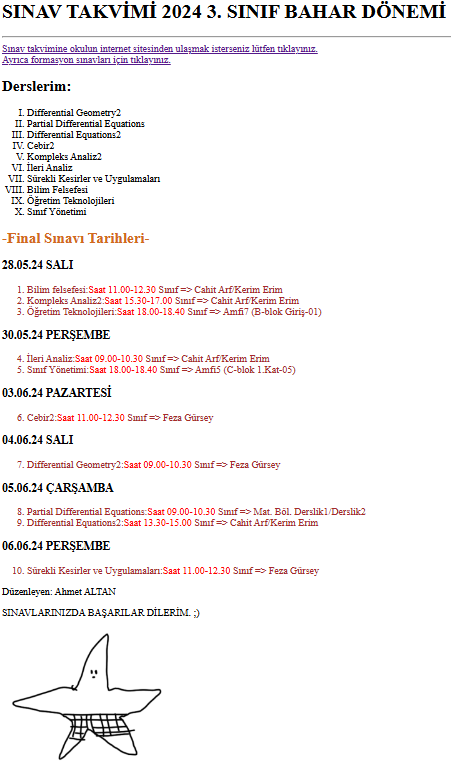 SINAV TAKVİMİ 2024 3. SINIF BAHAR DÖNEMİ
Sınav takvimine okulun internet sitesinden ulaşmak isterseniz lütfen tıklayınız.
Ayrıca formasyon sınavları için tıklayınız.
Derslerim:
I. Differential Geometry2
II. Partial Differential Equations
III. Differential Equations2
IV. Cebir2
V. Kompleks Analiz2
VI. İleri Analiz
VII. Sürekli Kesirler ve Uygulamaları
VIII. Bilim Felsefesi
IX. Öğretim Teknolojileri
X. Sınıf Yönetimi
-Final Sınavı Tarihleri-
28.05.24 SALI
1. Bilim felsefesi:Saat 11.00-12.30 Sınıf => Cahit Arf/Kerim Erim
2. Kompleks Analiz2:Saat 15.30-17.00 Sınıf => Cahit Arf/Kerim Erim
3. Öğretim Teknolojileri:Saat 18.00-18.40 Sınıf => Amfi7 (B-blok Giriş-01)
30.05.24 PERŞEMBE
4. İleri Analiz:Saat 09.00-10.30 Sınıf => Cahit Arf/Kerim Erim
5. Sınıf Yönetimi:Saat 18.00-18.40 Sınıf => Amfi5 (C-blok 1.Kat-05)
03.06.24 PAZARTESİ
6. Cebir2:Saat 11.00-12.30 Sınıf => Feza Gürsey
04.06.24 SALI
7. Differential Geometry2:Saat 09.00-10.30 Sınıf => Feza Gürsey
05.06.24 ÇARŞAMBA
8. Partial Differential Equations:Saat 09.00-10.30 Sınıf => Mat. Böl. Derslik1/Derslik2
9. Differential Equations2:Saat 13.30-15.00 Sınıf => Cahit Arf/Kerim Erim
06.06.24 PERŞEMBE
10. Sürekli Kesirler ve Uygulamaları:Saat 11.00-12.30 Sınıf => Feza Gürsey
Düzenleyen: Ahmet ALTAN
SINAVLARINIZDA BAŞARILAR DİLERİM. ;)